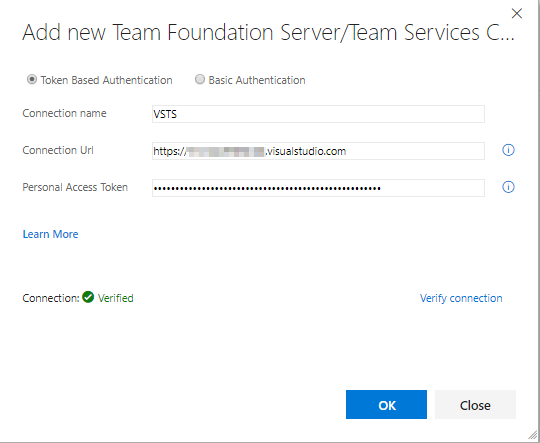 Add new Team Foundation Server/Team Services C...
Token Based Authentication Basic Authentication
Connection name VSTS
Connection Url https://.visualstudio.com
Personal Access Token ••••••••••••••••••••••••••••••••••••••••••••••••••••
Learn More
Connection: Verified Verify connection
OK Close